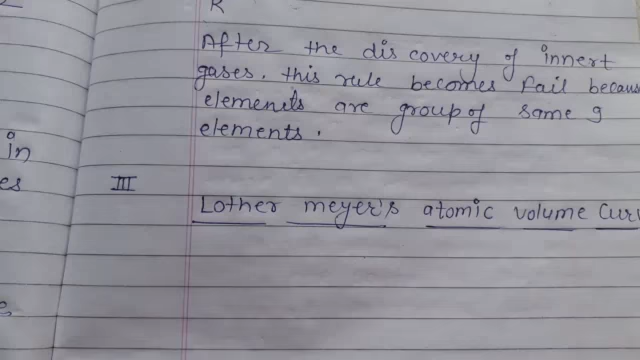 K
After the discovery of innert
gases. this rule becomes fail becaus
elements are group of same 9
elements.
in
es
III
Lother meyer's atomic volume Curv